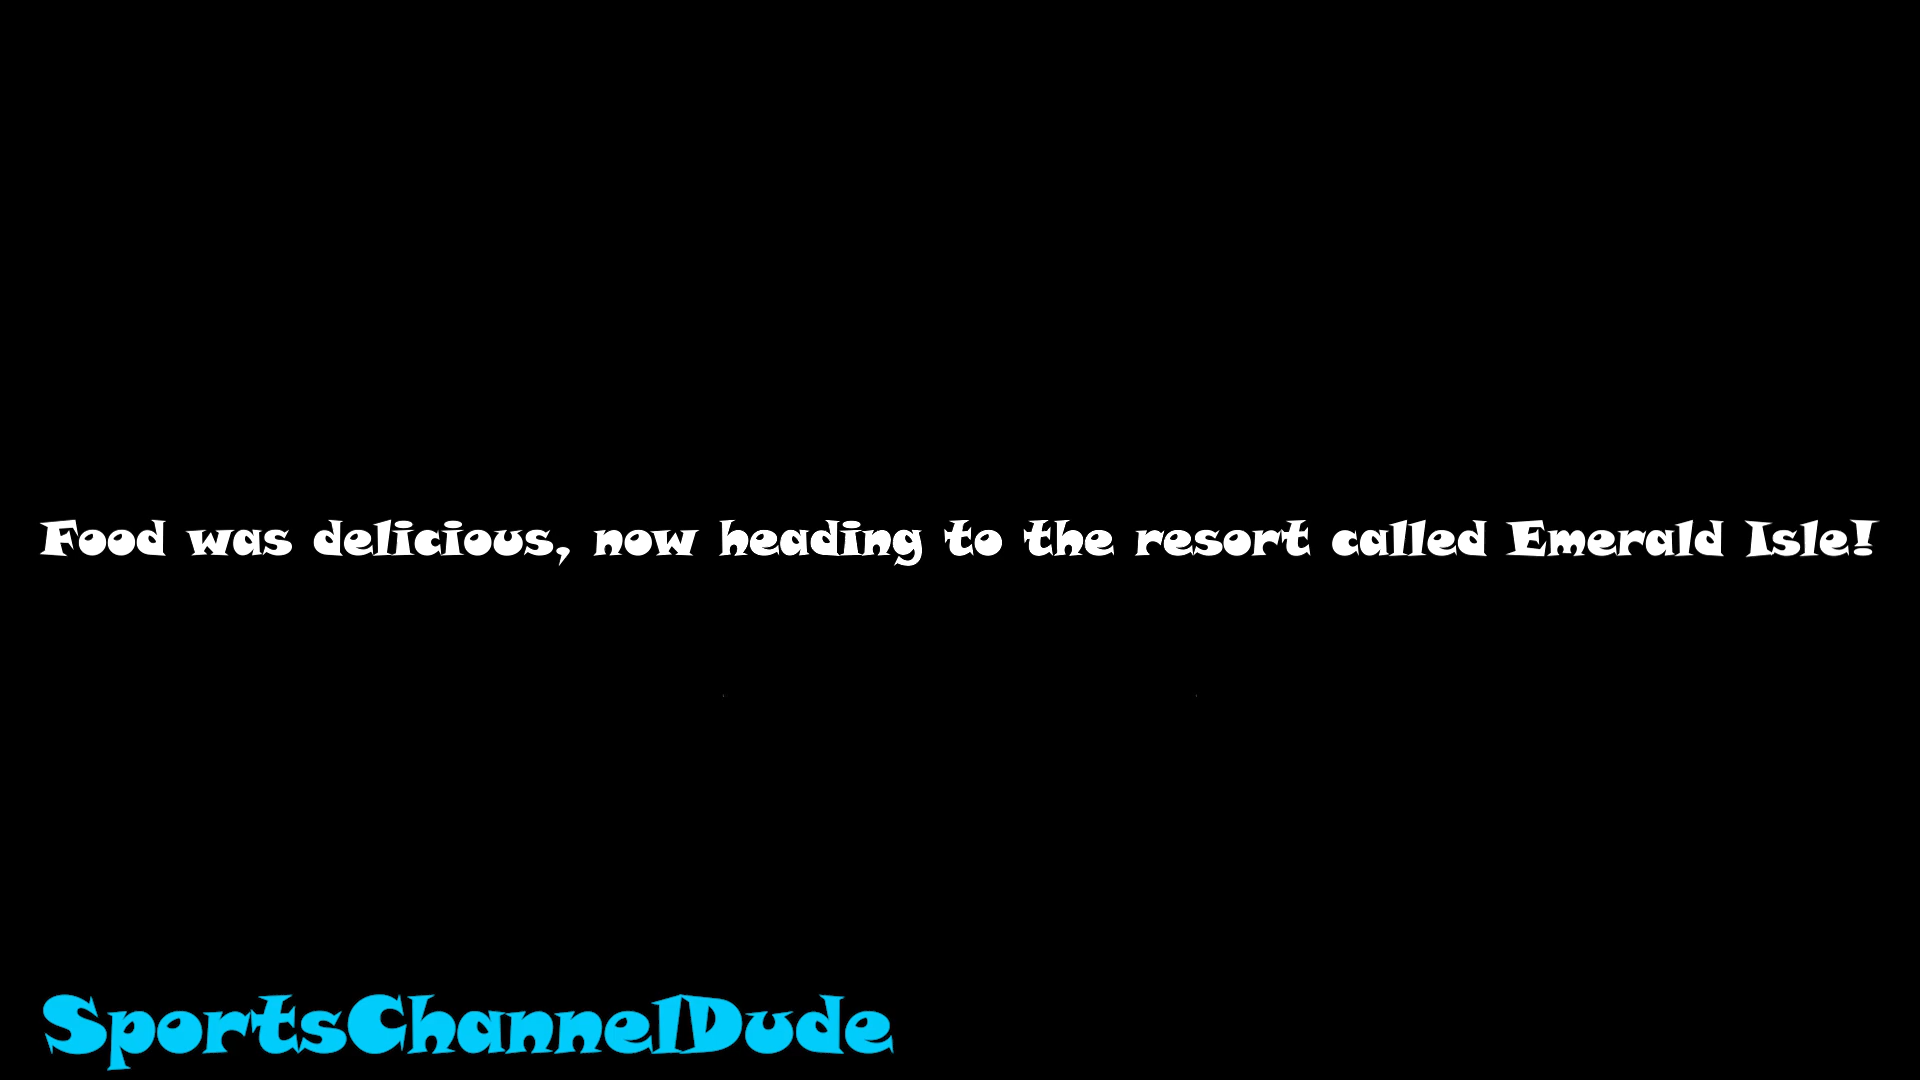 Food was delicious, now heading to the resort called Emerald Isle!
SportsChannelDude